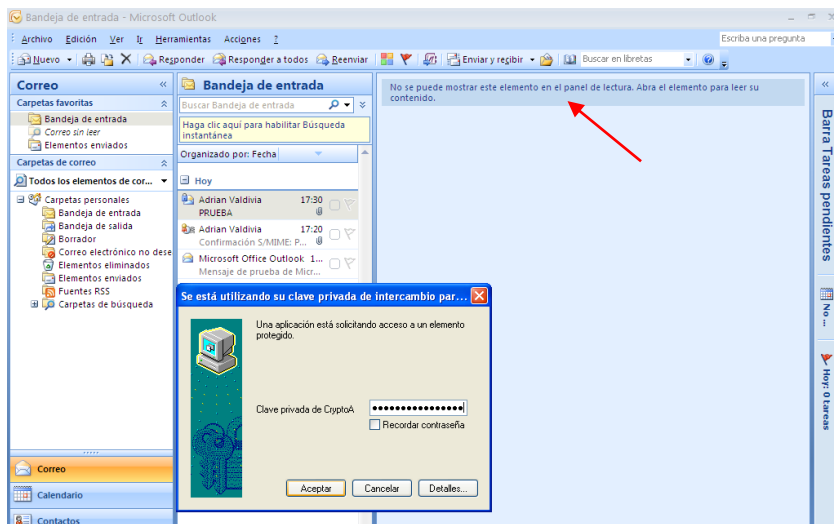 Bandeja de entrada - Microsoft Outlook
Archivo Edición Ver Ir Herramientas Acciones ?
Escriba una pregunta
Nuevo Responder Responder a todos Reenviar Enviar y recibir Buscar en libretas
Correo
Carpetas favoritas
Bandeja de entrada
Correo sin leer
Elementos enviados
Carpetas de correo
Todos los elementos de cor...
Carpetas personales
Bandeja de entrada
Bandeja de salida
Borrador
Correo electrónico no dese
Elementos eliminados
Elementos enviados
Fuentes RSS
Carpetas de búsqueda
Correo
Calendario
Contactos
Bandeja de entrada
Buscar Bandeja de entrada
Haga clic aquí para habilitar Búsqueda
instantánea
Organizado por: Fecha
Hoy
Adrian Valdivia 17:30
PRUEBA
Adrian Valdivia 17:20
Confirmación S/MIME: P...
Microsoft Office Outlook 1...
Mensaje de prueba de Micr...
No se puede mostrar este elemento en el panel de lectura. Abra el elemento para leer su
contenido.
Se está utilizando su clave privada de intercambio par...
Una aplicación está solicitando acceso a un elemento
protegido.
Clave privada de CryptoA
Recordar contraseña
Aceptar Cancelar Detalles...
Barra Tareas pendientes
No ...
Hoy: 0 tareas